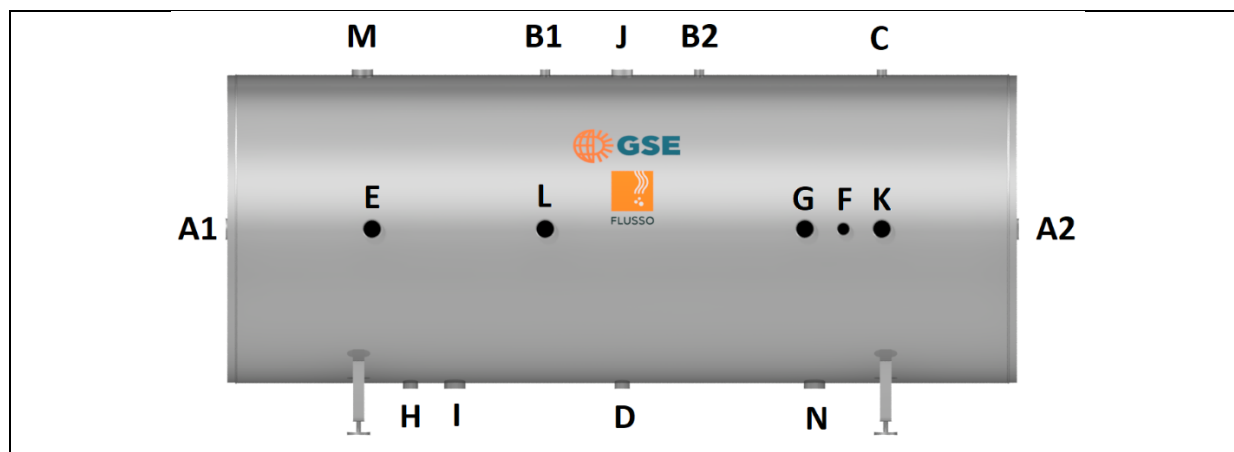 M B1 J B2 C
GSE
E L G F K
FLUSSO
A1 A2
H I D N